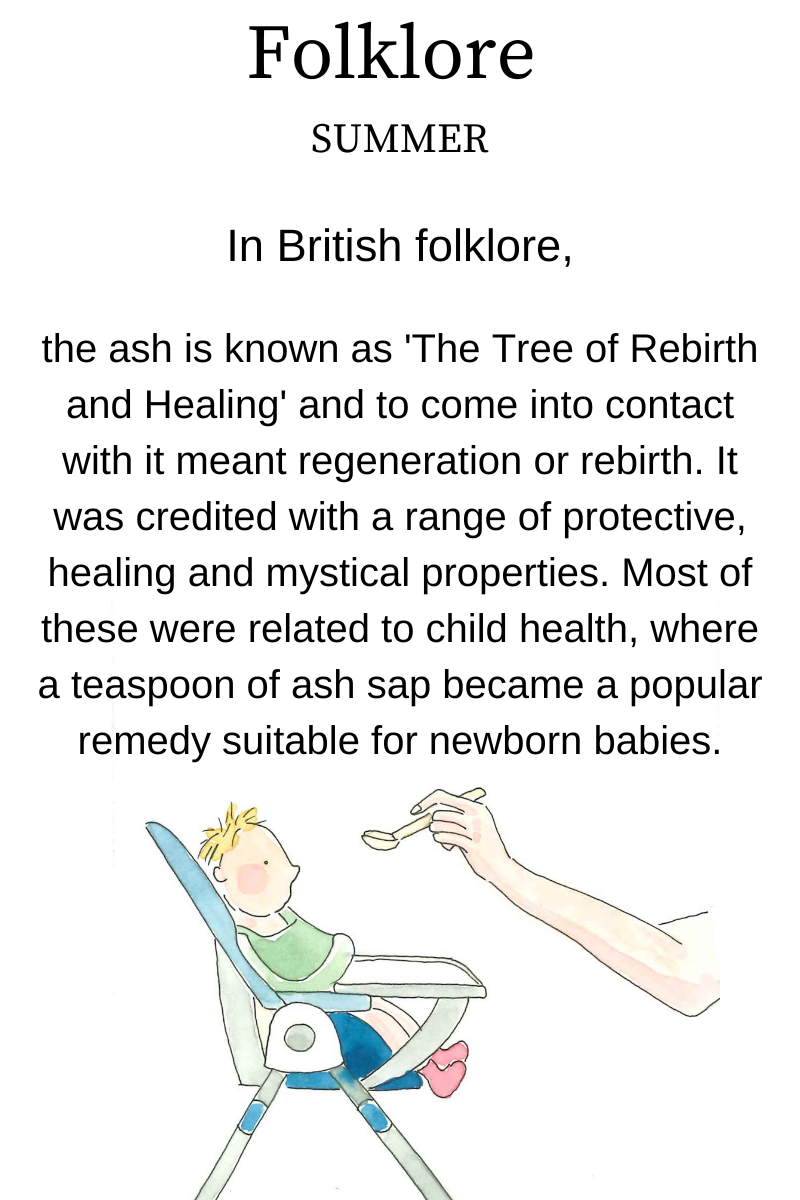 Folklore
SUMMER
In British folklore,
the ash is known as 'The Tree of Rebirth
and Healing' and to come into contact
with it meant regeneration or rebirth. It
was credited with a range of protective,
healing and mystical properties. Most of
these were related to child health, where
a teaspoon of ash sap became a popular
remedy suitable for newborn babies.